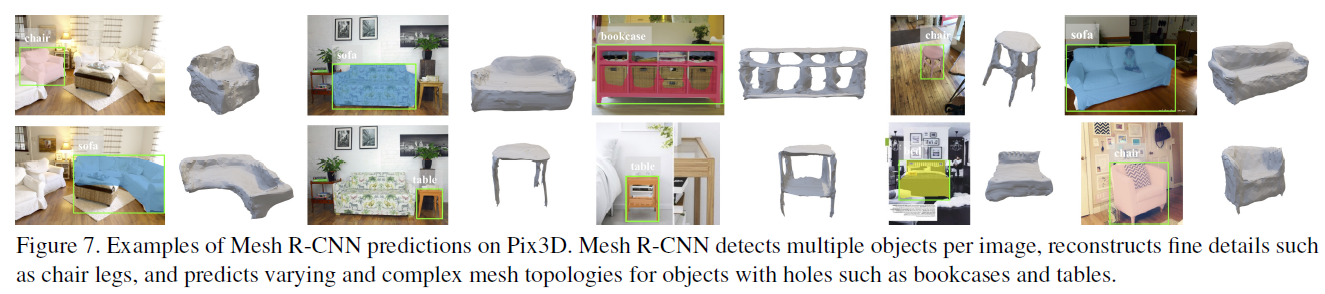 chair
sofa
bookcase
chair
sofa
sofa
table
table
chair
Figure 7. Examples of Mesh R-CNN predictions on Pix3D. Mesh R-CNN detects multiple objects per image, reconstructs fine details such
as chair legs, and predicts varying and complex mesh topologies for objects with holes such as bookcases and tables.